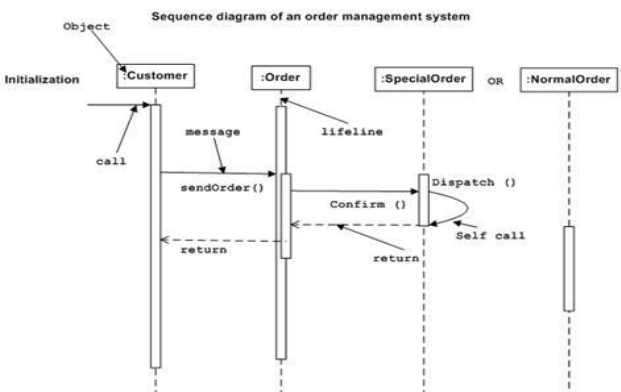 Sequence diagram of an order management system
Object
Initialization
:Customer
:Order
:SpecialOrder
OR
:NormalOrder
message
lifeline
call
sendOrder()
Dispatch ()
Confirm ()
Self call
return
return